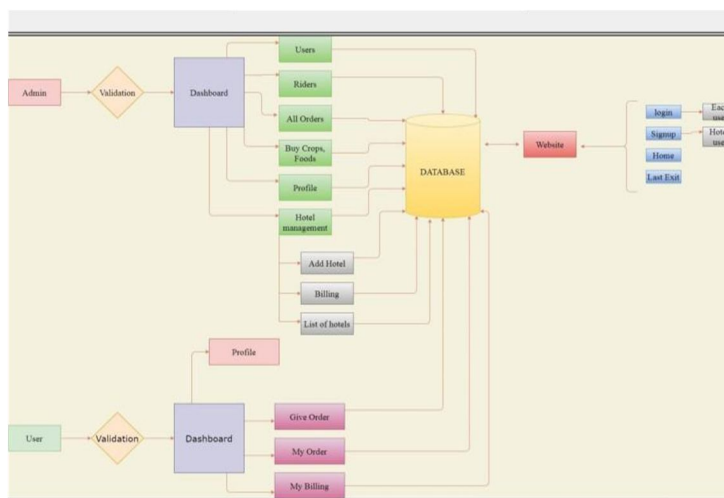 Users
Riders
Admin
Validation
Dashboard
All Orders
Buy Crops,
Foods
Profile
Hotel
management
Add Hotel
Billing
List of hotels
DATABASE
Website
login
Signup
Home
Last Exit
Profile
User
Validation
Dashboard
Give Order
My Order
My Billing